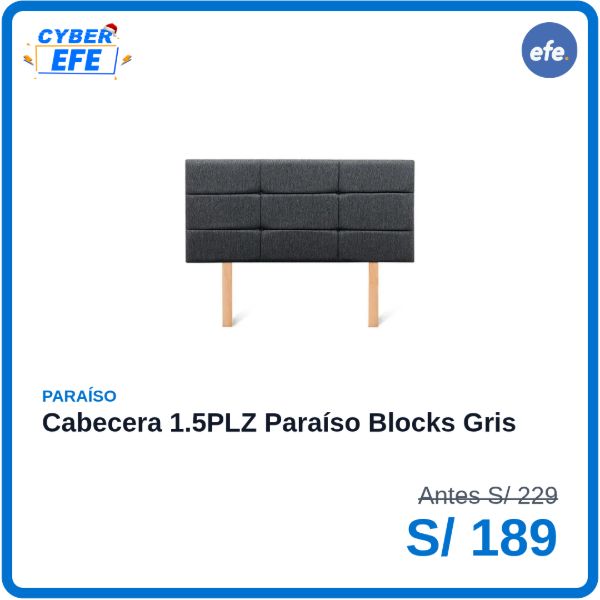 CYBER
EFE
efe.
PARAÍSO
Cabecera 1.5PLZ Paraíso Blocks Gris
Antes S/ 229
S/ 189